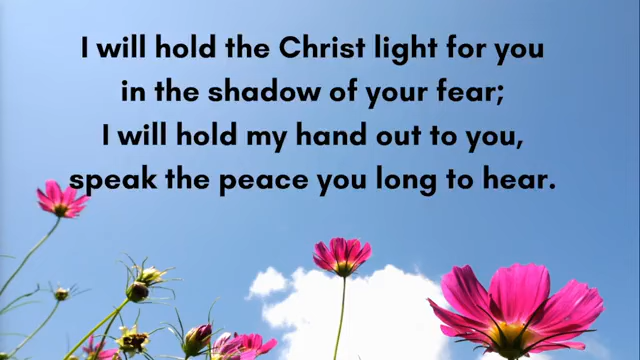 I will hold the Christ light for you
in the shadow of your fear;
I will hold my hand out to you,
speak the peace you long to hear.